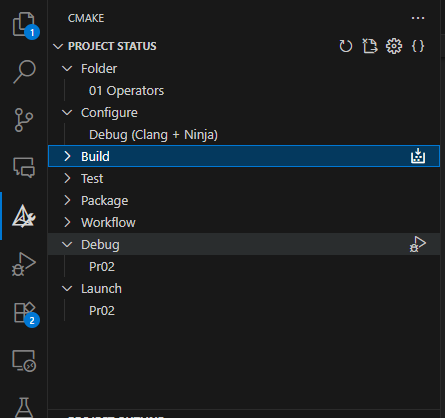 CMAKE
PROJECT STATUS
Folder
01 Operators
Configure
Debug (Clang + Ninja)
Build
Test
Package
Workflow
Debug
Pr02
Launch
Pr02
1
2